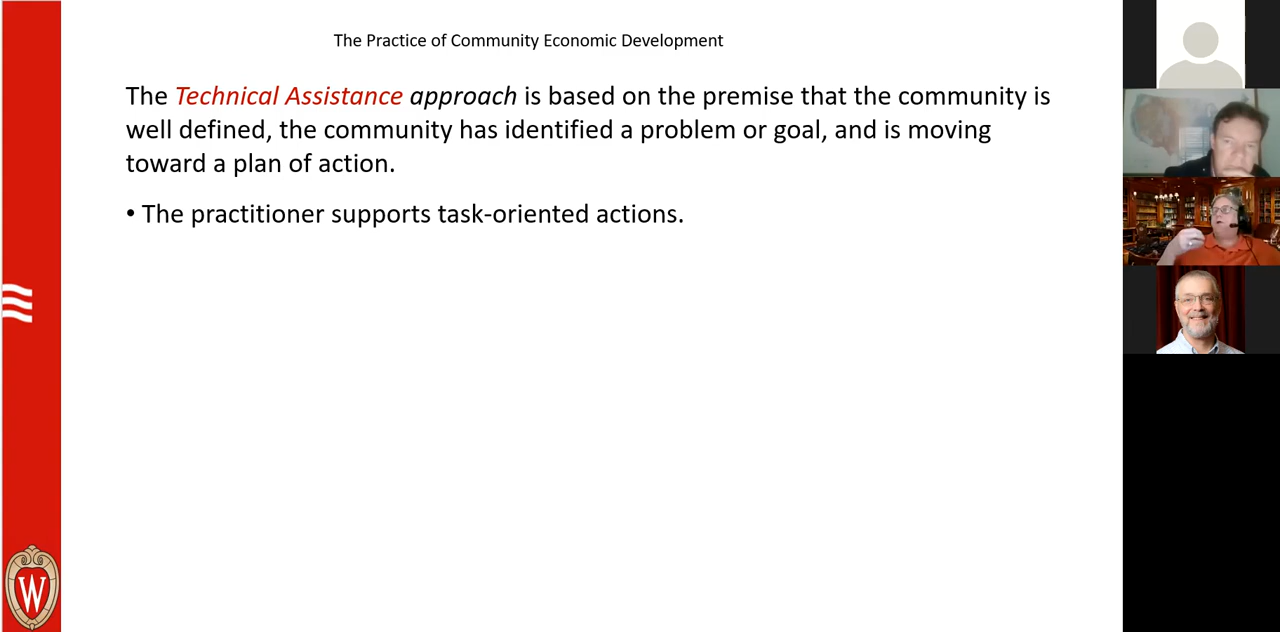 The Practice of Community Economic Development
The Technical Assistance approach is based on the premise that the community is
well defined, the community has identified a problem or goal, and is moving
toward a plan of action.
• The practitioner supports task-oriented actions.
W